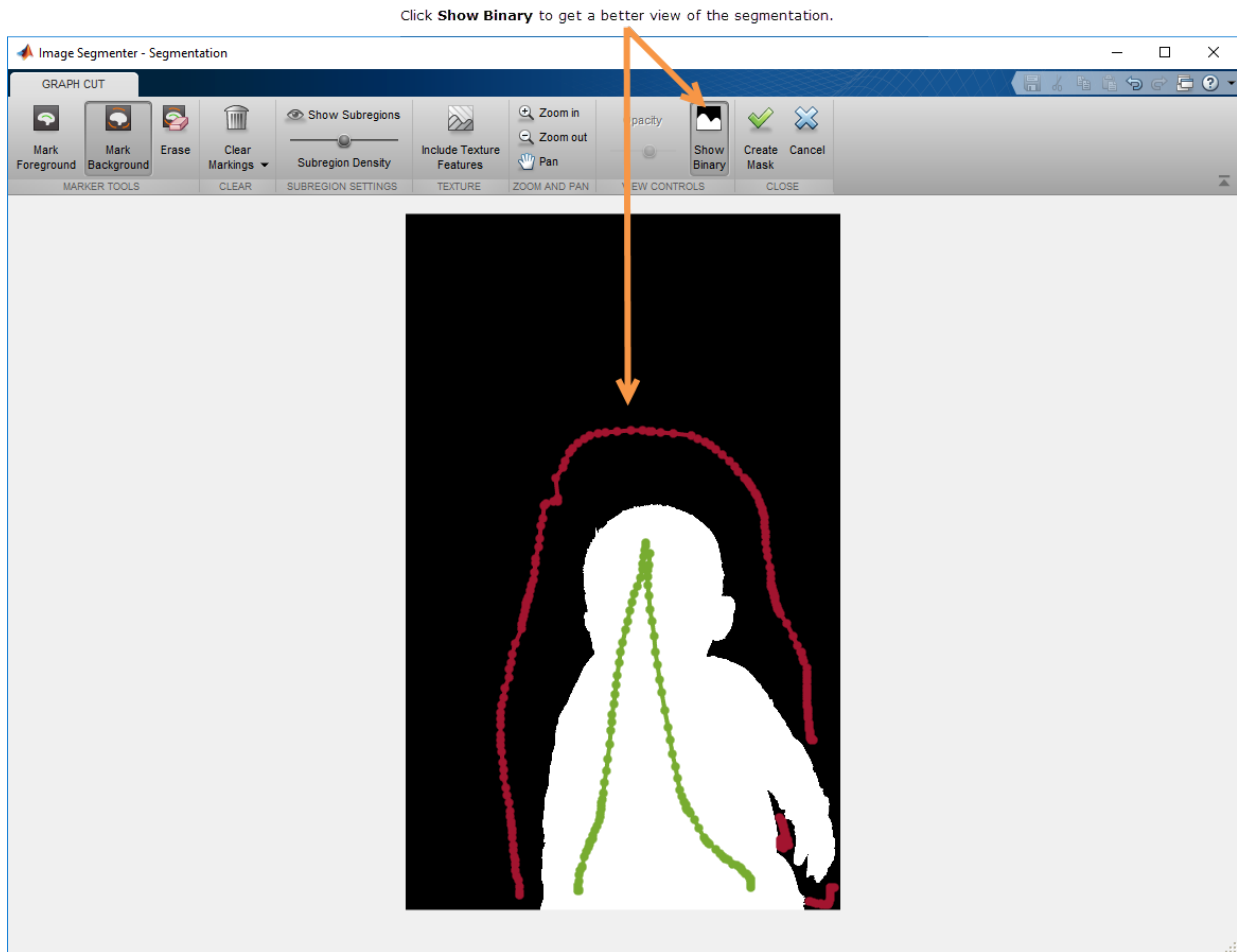 Click Show Binary to get a better view of the segmentation.
Image Segmenter - Segmentation
GRAPH CUT
Mark Foreground
Mark Background
Erase
Clear Markings
Show Subregions
Subregion Density
Include Texture Features
Zoom in
Zoom out
Pan
Show Binary
Create Mask
Cancel
MARKER TOOLS
CLEAR
SUBREGION SETTINGS
TEXTURE
ZOOM AND PAN
VIEW CONTROLS
CLOSE